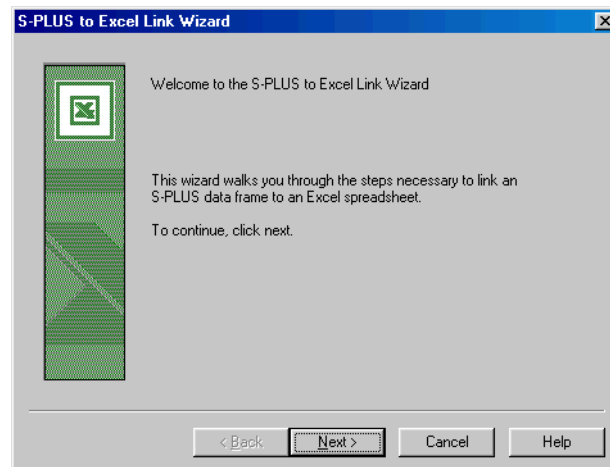 S-PLUS to Excel Link Wizard
Welcome to the S-PLUS to Excel Link Wizard
This wizard walks you through the steps necessary to link an
S-PLUS data frame to an Excel spreadsheet.
To continue, click next.
< Back Next > Cancel Help